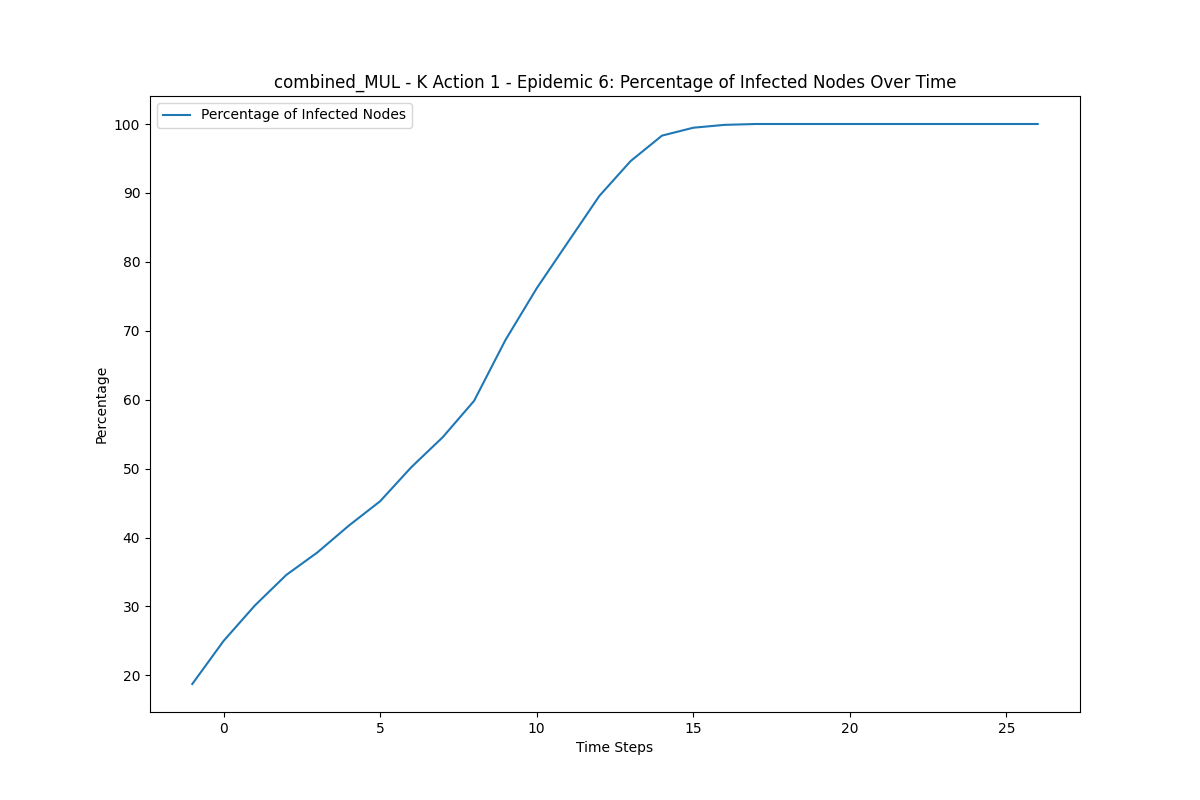 combined_MUL - K Action 1 - Epidemic 6: Percentage of Infected Nodes Over Time
Percentage of Infected Nodes
100
90
80
70
60
50
40
30
20
Percentage
0 5 10 15 20 25
Time Steps